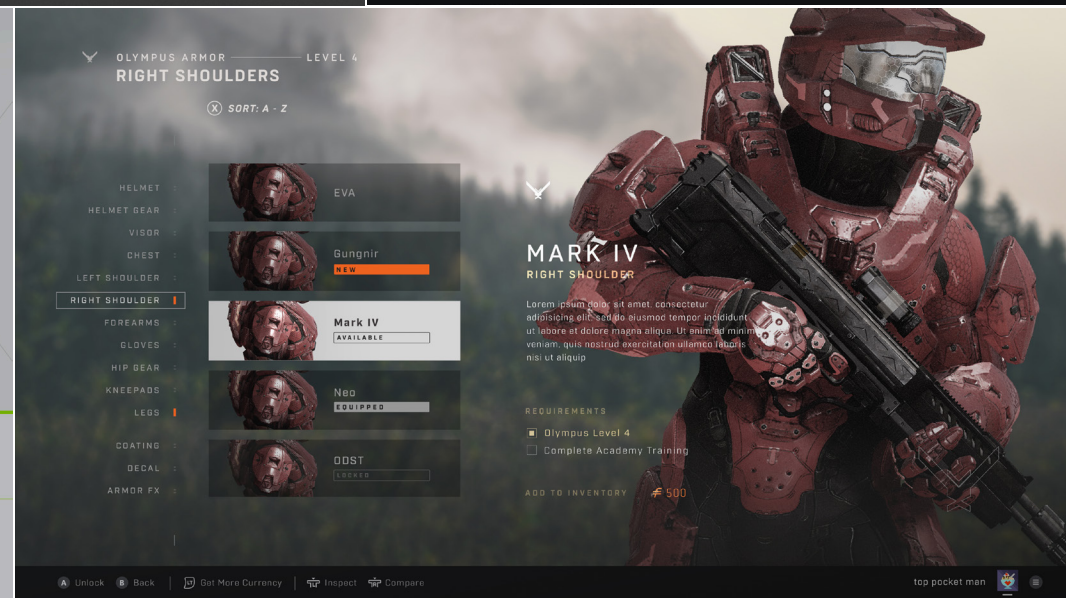 OLYMPUS ARMOR
LEVEL 4
RIGHT SHOULDERS
X SORT: A - Z
HELMET
HELMET GEAR
VISOR
CHEST
LEFT SHOULDER
RIGHT SHOULDER
FOREARMS
GLOVES
HIP GEAR
KNEEPADS
LEGS
COATING
DECAL
ARMOR FX
EVA
Gungnir
NEW
Mark IV
AVAILABLE
Neo
EQUIPPED
ODST
LOCKED
MARK IV
RIGHT SHOULDER
Lorem ipsum dolor sit amet, consectetur
adipisicing elit, sed do eiusmod tempor incididunt
ut labore et dolore magna aliqua. Ut enim ad minim
veniam, quis nostrud exercitation ullamco laboris
nisi ut aliquip
REQUIREMENTS
Olympus Level 4
Complete Academy Training
ADD TO INVENTORY 500
A Unlock B Back LT Get More Currency Inspect Compare
top pocket man